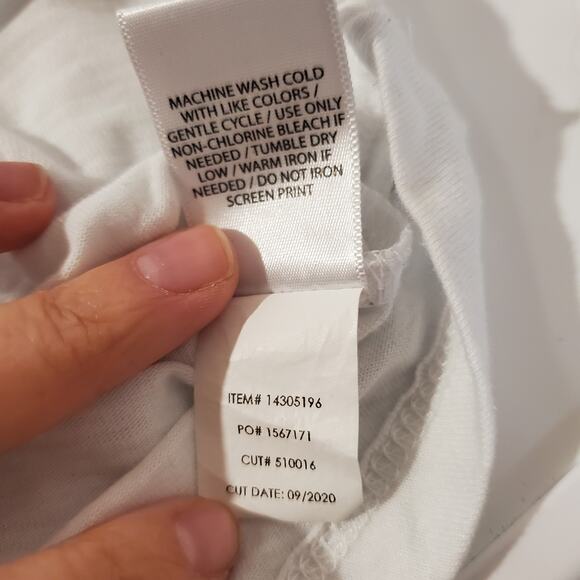 MACHINE WASH COLD
WITH LIKE COLORS /
GENTLE CYCLE / USE ONLY
NON-CHLORINE BLEACH IF
NEEDED / TUMBLE DRY
LOW / WARM IRON IF
NEEDED / DO NOT IRON
SCREEN PRINT
ITEM# 14305196
PO# 1567171
CUT# 510016
CUT DATE: 09/2020